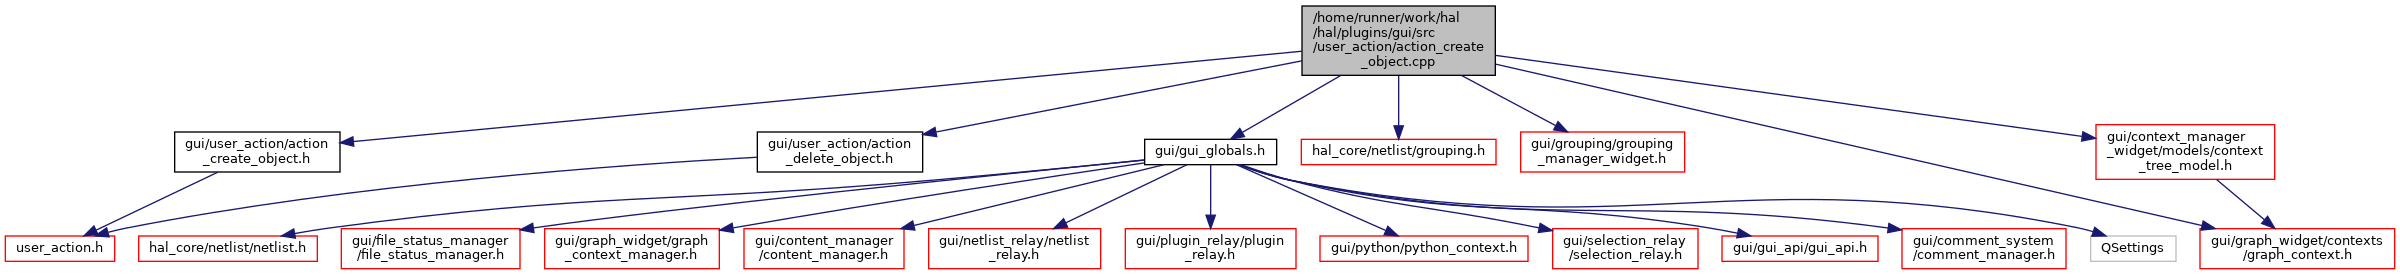 /home/runner/work/hal
/hal/plugins/gui/src
/user_action/action_create
_object.cpp
gui/user_action/action
_create_object.h
gui/user_action/action
_delete_object.h
gui/gui_globals.h
hal_core/netlist/grouping.h
gui/grouping/grouping
_manager_widget.h
gui/context_manager
_widget/models/context
_tree_model.h
user_action.h
hal_core/netlist/netlist.h
gui/file_status_manager
/file_status_manager.h
gui/graph_widget/graph
_context_manager.h
gui/content_manager
/content_manager.h
gui/netlist_relay/netlist
_relay.h
gui/plugin_relay/plugin
_relay.h
gui/python/python_context.h
gui/selection_relay
/selection_relay.h
gui/gui_api/gui_api.h
gui/comment_system
/comment_manager.h
QSettings
gui/graph_widget/contexts
/graph_context.h